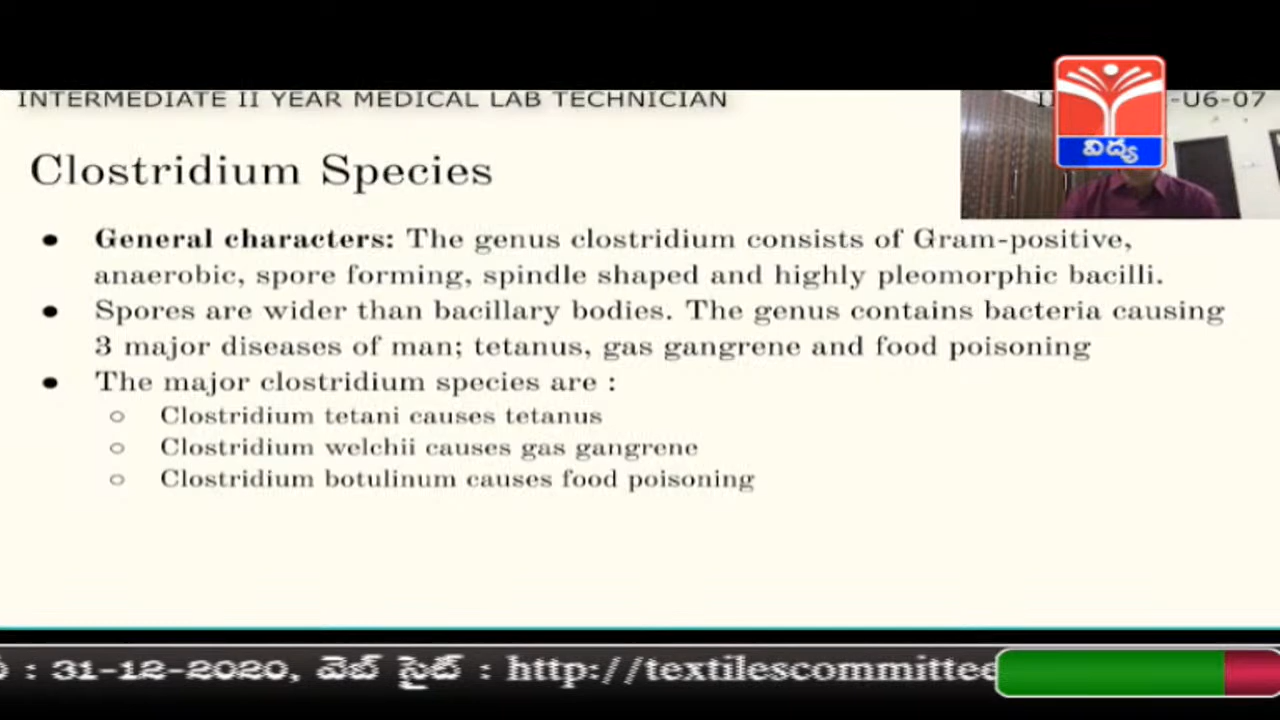 INTERMEDIATE II YEAR MEDICAL LAB TECHNICIAN
-U6-07
విద్య
Clostridium Species
● General characters: The genus clostridium consists of Gram-positive,
anaerobic, spore forming, spindle shaped and highly pleomorphic bacilli.
● Spores are wider than bacillary bodies. The genus contains bacteria causing
3 major diseases of man; tetanus, gas gangrene and food poisoning
● The major clostridium species are :
○ Clostridium tetani causes tetanus
○ Clostridium welchii causes gas gangrene
○ Clostridium botulinum causes food poisoning
: 31-12-2020, వెబ్ సైట్ : http://textilescommittee